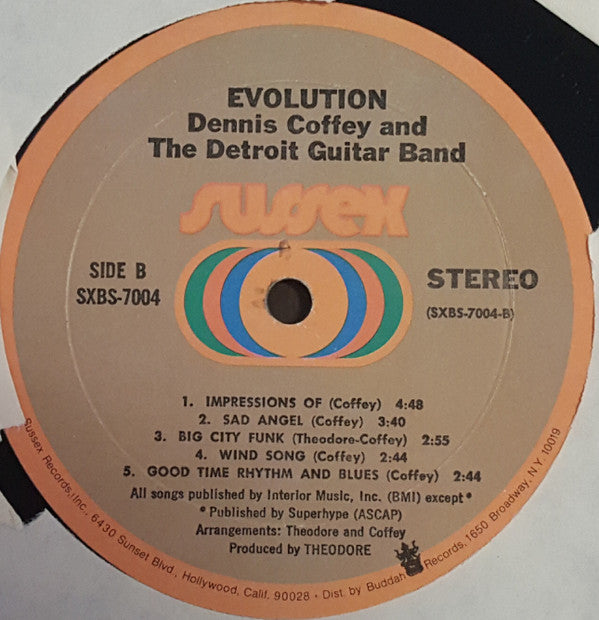 EVOLUTION
Dennis Coffey and
The Detroit Guitar Band
sussex
SIDE B
SXBS-7004
STEREO
(SXBS-7004-B)
1. IMPRESSIONS OF (Coffey) 4:48
2. SAD ANGEL (Coffey) 3:40
3. BIG CITY FUNK (Theodore-Coffey) 2:55
4. WIND SONG (Coffey) 2:44
5. GOOD TIME RHYTHM AND BLUES (Coffey) 2:44
All songs published by Interior Music, Inc. (BMI) except*
*Published by Superhype (ASCAP)
Arrangements: Theodore and Coffey
Produced by THEODORE
Sussex Records, Inc., 6430 Sunset Blvd., Hollywood, Calif. 90028 • Dist. by Buddah Records, 1650 Broadway, N.Y. 10019